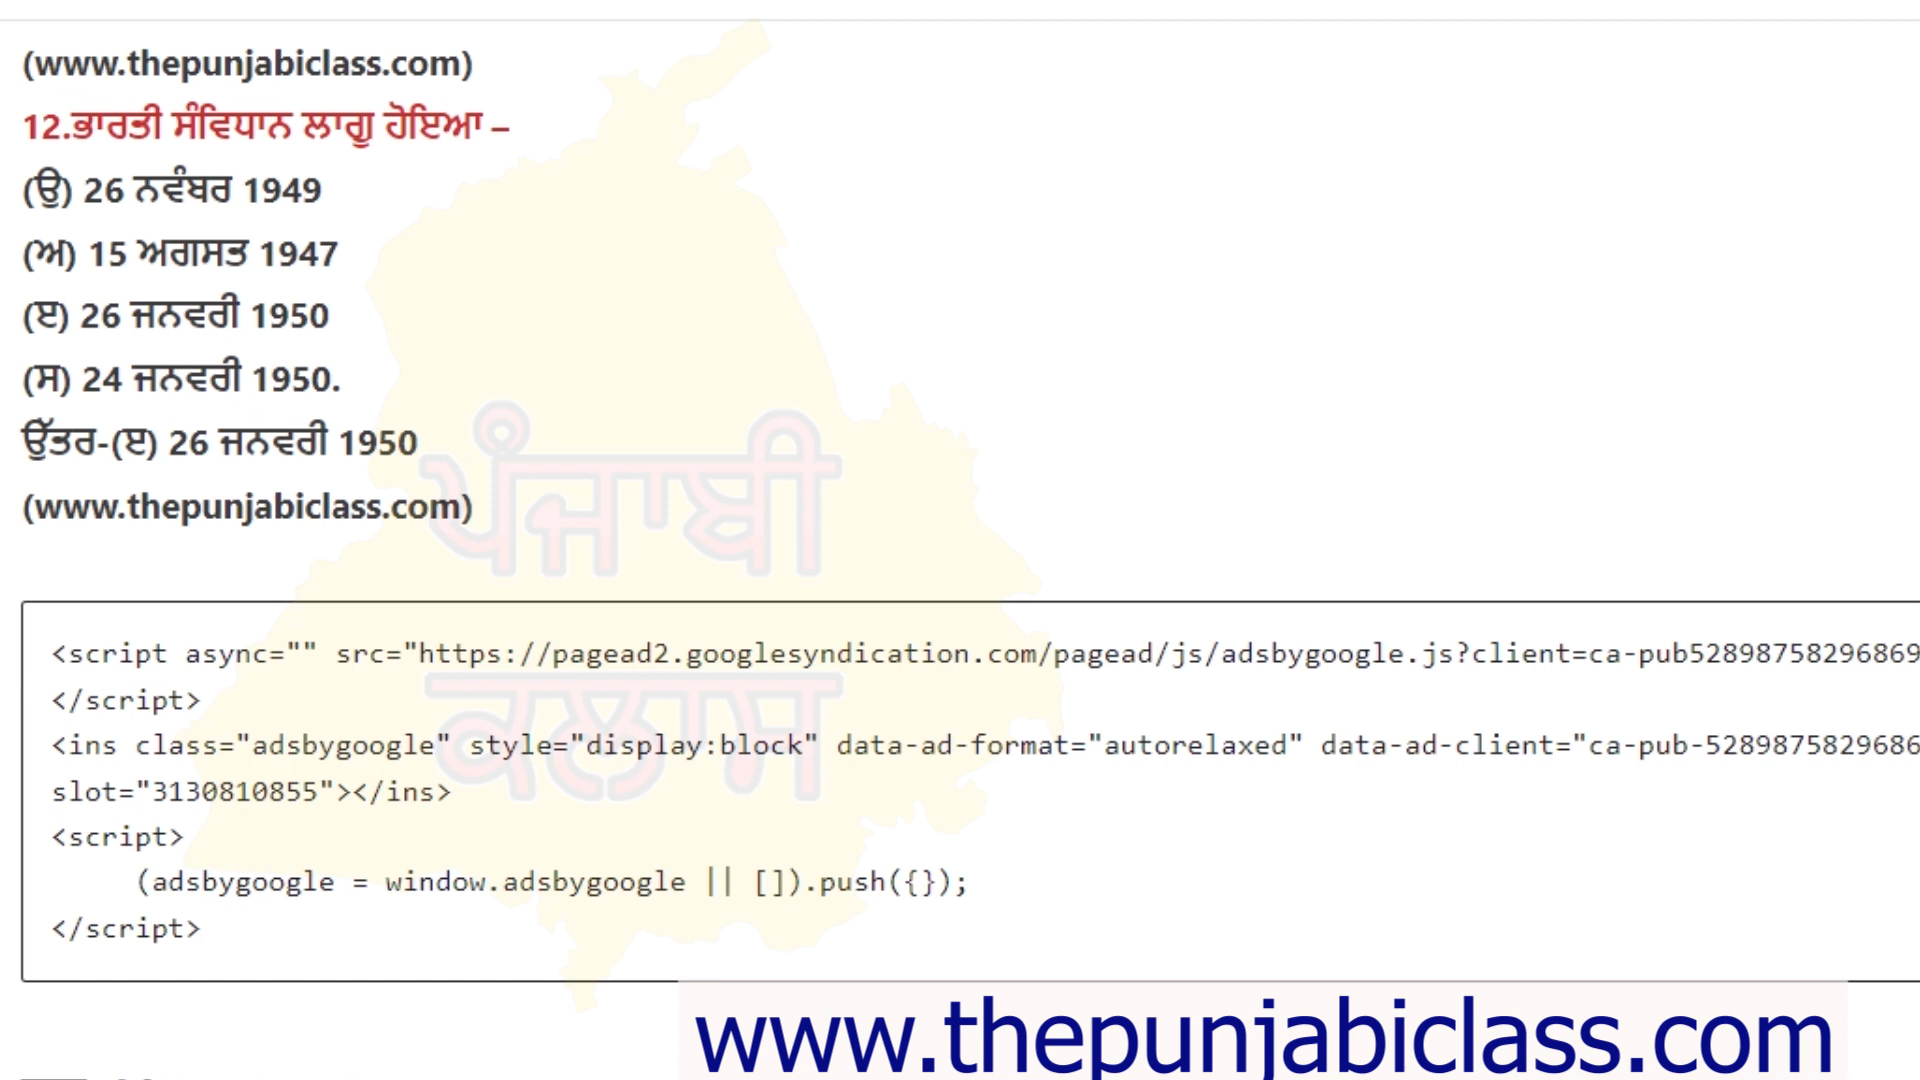 (www.thepunjabiclass.com)
12.ਭਾਰਤੀ ਸੰਵਿਧਾਨ ਲਾਗੁ ਹੋਇਆ –
(ਉ) 26 ਨਵੰਬਰ 1949
(ਅ) 15 ਅਗਸਤ 1947
(ੲ) 26 ਜਨਵਰੀ 1950
(ਸ) 24 ਜਨਵਰੀ 1950.
ਉੱਤਰ-(ੲ) 26 ਜਨਵਰੀ 1950
(www.thepunjabiclass.com)
ਪੰਜਾਬੀ
ਕਲਾਸ
<script async="" src="https://pagead2.googlesyndication.com/pagead/js/adsbygoogle.js?client=ca-pub52898758296869
</script>
<ins class="adsbygoogle" style="display:block" data-ad-format="autorelaxed" data-ad-client="ca-pub-5289875829686
slot="3130810855"></ins>
<script>
(adsbygoogle = window.adsbygoogle || []).push({});
</script>
www.thepunjabiclass.com